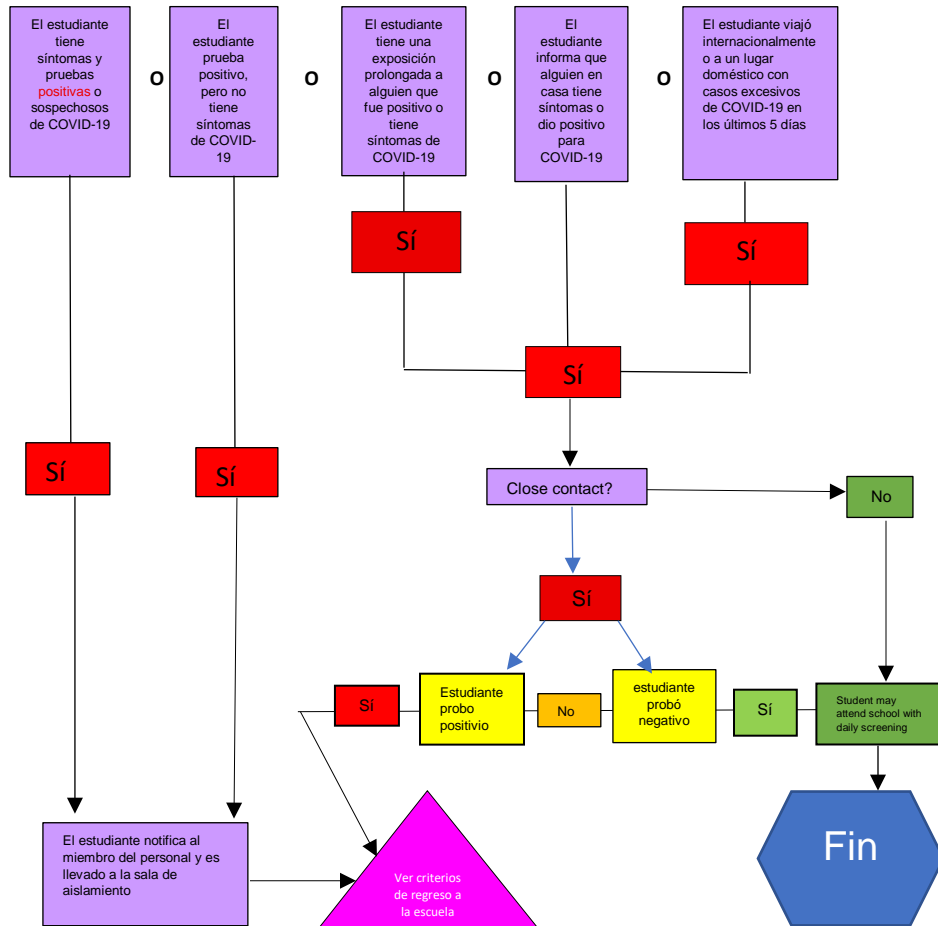 El estudiante
tiene
síntomas y
pruebas
positivas o
sospechosos
de COVID-19
O
El
estudiante
prueba
positivo,
pero no
tiene
síntomas
de COVID-
19
O
El estudiante
tiene una
exposición
prolongada a
alguien que
fue positivo o
tiene
síntomas de
COVID-19
O
El
estudiante
informa que
alguien en
casa tiene
síntomas o
dio positivo
para
COVID-19
O
El estudiante viajó
internacionalmente
o a un lugar
doméstico con
casos excesivos
de COVID-19 en
los últimos 5 días
Sí
Sí
Sí
Sí
Sí
Close contact?
No
Sí
Sí
Estudiante
probo
positivio
No
estudiante
probó
negativo
Sí
Student may
attend school with
daily screening
El estudiante notifica al
miembro del personal y es
llevado a la sala de
aislamiento
Ver criterios
de regreso a
la escuela
Fin